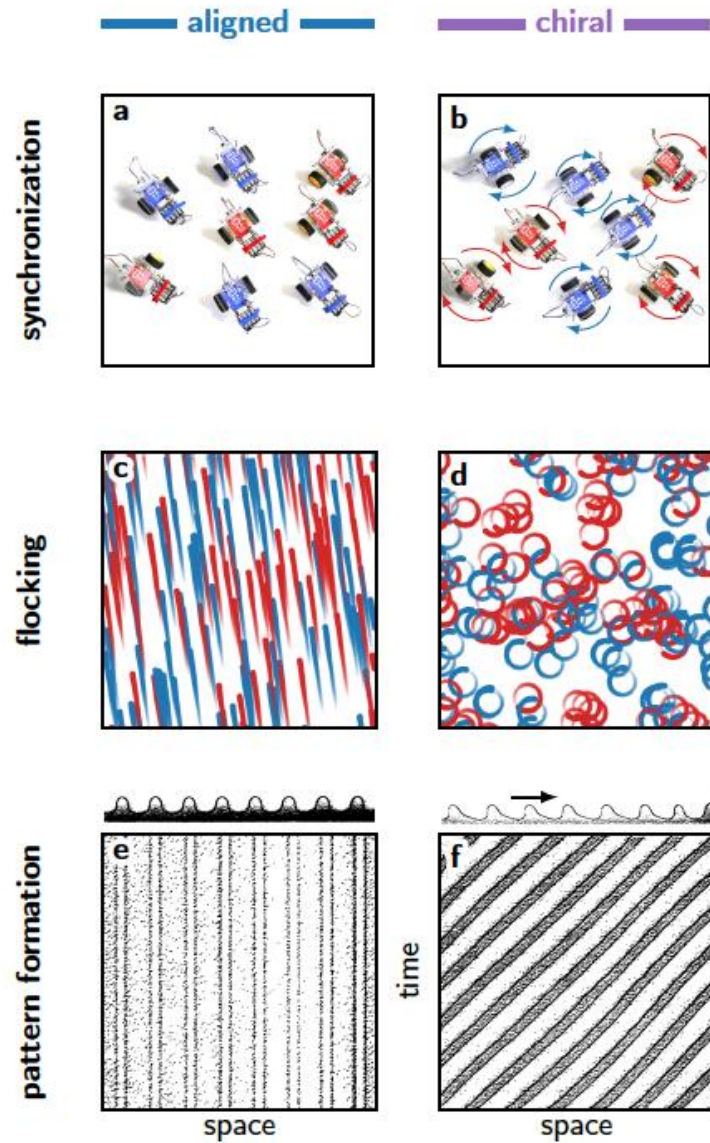 aligned
chiral
synchronization
a
b
flocking
c
d
pattern formation
e
f
time
space
space